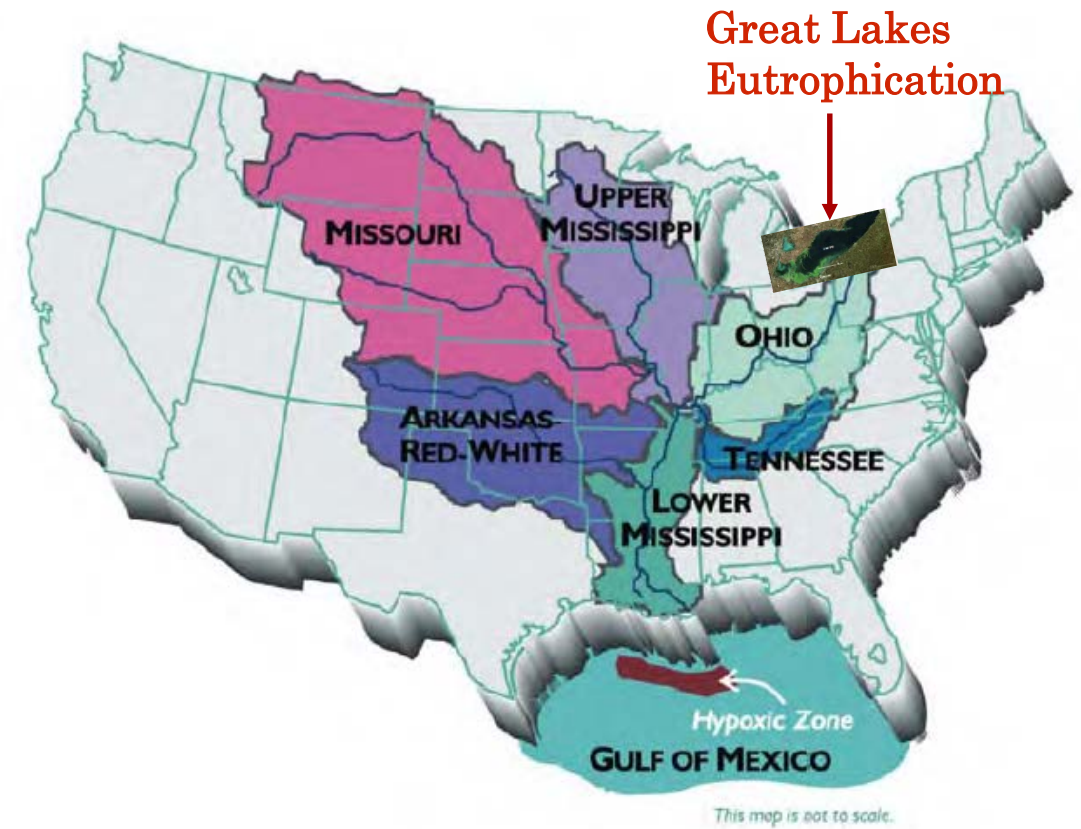 Great Lakes
Eutrophication
UPPER
MISSISSIPPI
MISSOURI
OHIO
ARKANSAS-
RED-WHITE
TENNESSEE
LOWER
MISSISSIPPI
Hypoxic Zone
GULF OF MEXICO
This map is not to scale.